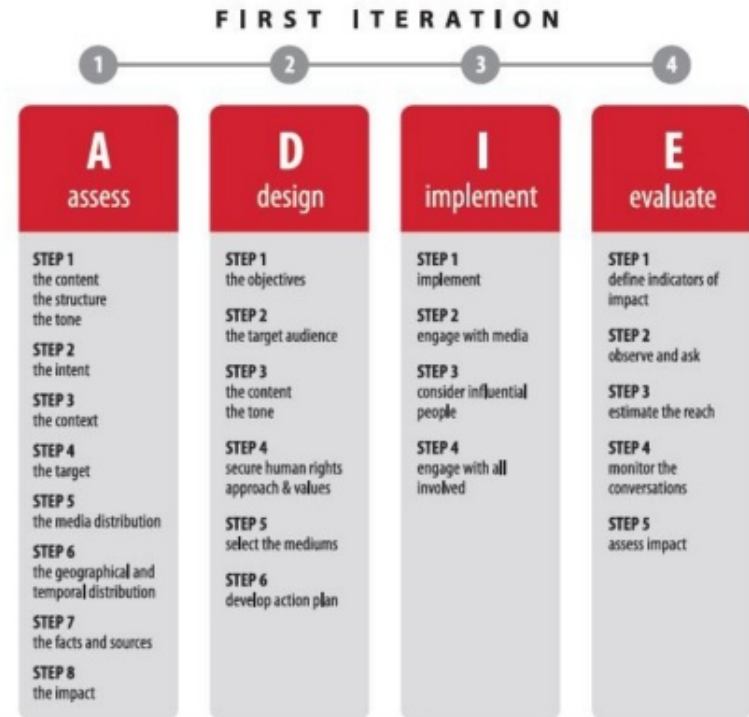 FIRST ITERATION
1
2
3
4
A
assess
STEP 1
the content
the structure
the tone
STEP 2
the intent
STEP 3
the context
STEP 4
the target
STEP 5
the media distribution
STEP 6
the geographical and
temporal distribution
STEP 7
the facts and sources
STEP 8
the impact
D
design
STEP 1
the objectives
STEP 2
the target audience
STEP 3
the content
the tone
STEP 4
secure human rights
approach & values
STEP 5
select the mediums
STEP 6
develop action plan
I
implement
STEP 1
implement
STEP 2
engage with media
STEP 3
consider influential
people
STEP 4
engage with all
involved
E
evaluate
STEP 1
define indicators of
impact
STEP 2
observe and ask
STEP 3
estimate the reach
STEP 4
monitor the
conversations
STEP 5
assess impact